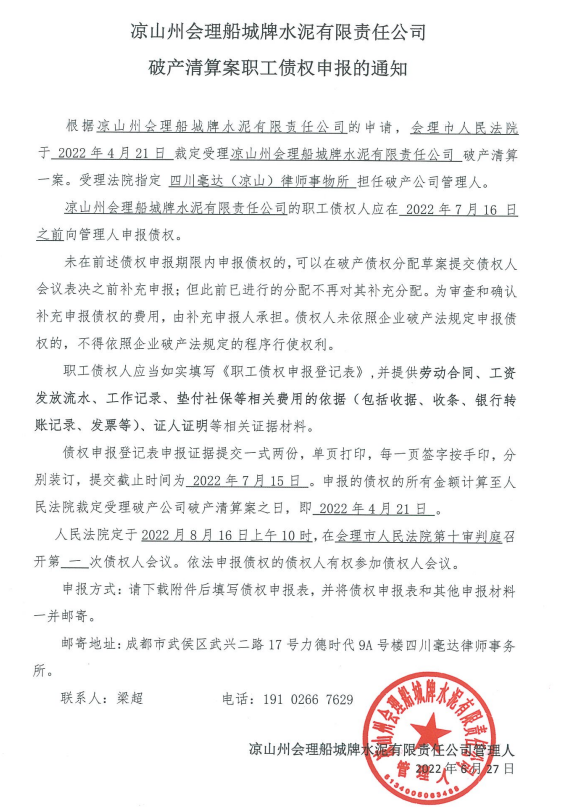 凉山州会理船城牌水泥有限责任公司
破产清算案职工债权申报的通知
根据凉山州会理船城牌水泥有限责任公司的申请，会理市人民法院
于 2022 年 4 月 21 日 裁定受理凉山州会理船城牌水泥有限责任公司 破产清算
一案。受理法院指定 四川毫达（凉山）律师事物所 担任破产公司管理人。
凉山州会理船城牌水泥有限责任公司的职工债权人应在 2022 年 7 月 16 日
之前向管理人申报债权。
未在前述债权申报期限内申报债权的，可以在破产债权分配草案提交债权人
会议表决之前补充申报；但此前已进行的分配不再对其补充分配。为审查和确认
补充申报债权的费用，由补充申报人承担。债权人未依照企业破产法规定申报债
权的，不得依照企业破产法规定的程序行使权利。
职工债权人应当如实填写《职工债权申报登记表》,并提供劳动合同、工资
发放流水、工作记录、垫付社保等相关费用的依据（包括收据、收条、银行转
账记录、发票等）、证人证明等相关证据材料。
债权申报登记表申报证据提交一式两份，单页打印，每一页签字按手印，分
别装订，提交截止时间为 2022 年 7 月 15 日 。申报的债权的所有金额计算至人
民法院裁定受理破产公司破产清算案之日，即 2022 年 4 月 21 日 。
人民法院定于 2022 月 8 月 16 日上午 10 时，在会理市人民法院第十审判庭召
开第 一 次债权人会议。依法申报债权的债权人有权参加债权人会议。
申报方式：请下载附件后填写债权申报表，并将债权申报表和其他申报材料
一并邮寄。
邮寄地址：成都市武侯区武兴二路 17 号力德时代 9A 号楼四川毫达律师事务
所。
联系人：梁超 电话：191 0266 7629
凉山州会理船城牌水泥有限责任公司管理人
2022 年 6 月 27 日
凉山州会理船城牌水泥有限责任公司
管理人